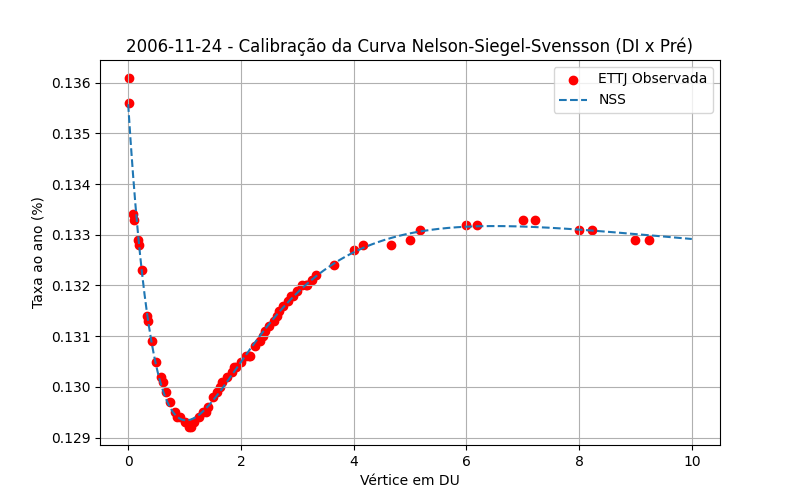 2006-11-24 - Calibração da Curva Nelson-Siegel-Svensson (DI x Pré)
ETTJ Observada
NSS
Taxa ao ano (%)
0.136
0.135
0.134
0.133
0.132
0.131
0.130
0.129
0 2 4 6 8 10
Vértice em DU